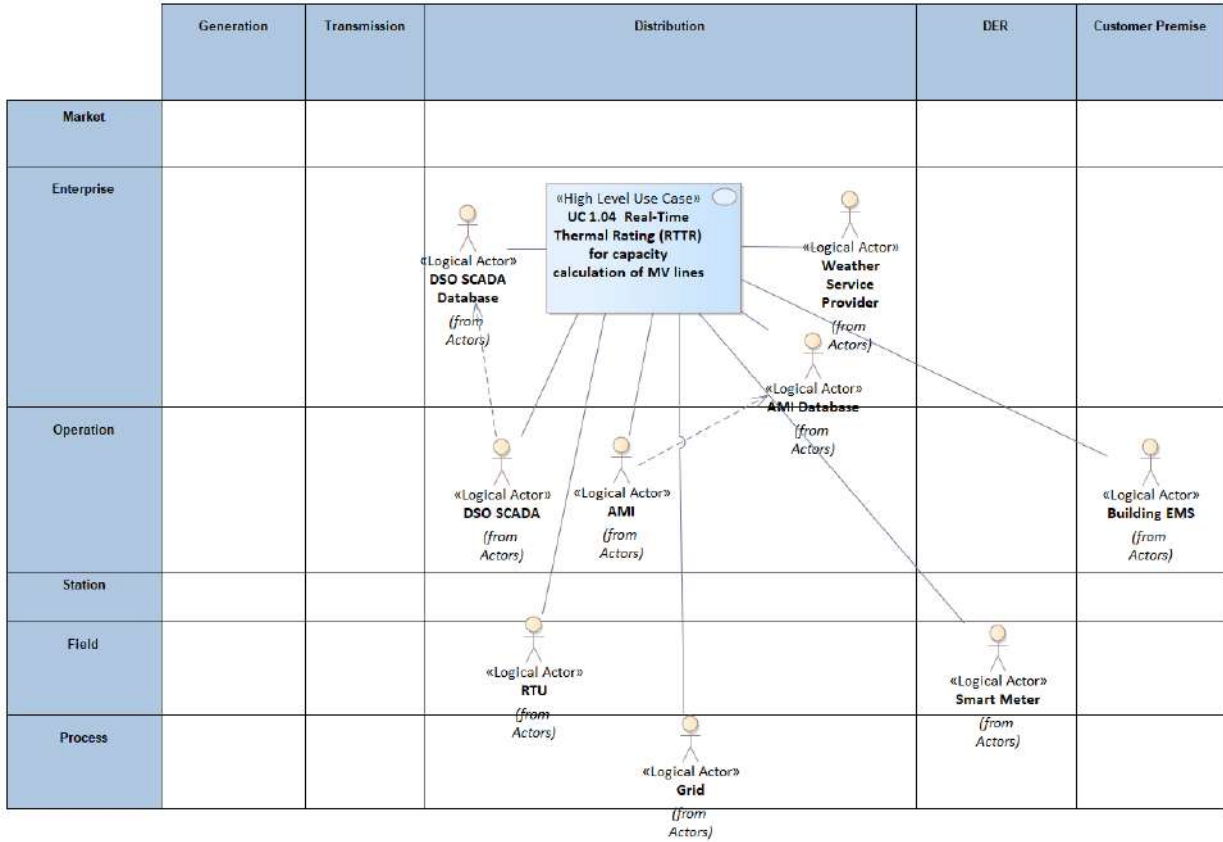 Generation
Transmission
Distribution
DER
Customer Premise
Market
Enterprise
«High Level Use Case»
UC 1.04 Real-Time
Thermal Rating (RTTR)
for capacity
calculation of MV lines
«Logical Actor»
DSO SCADA
Database
(from
Actors)
«Logical Actor»
Weather
Service
Provider
(from
Actors)
«Logical Actor»
AMI Database
(from
Actors)
Operation
«Logical Actor»
DSO SCADA
(from
Actors)
«Logical Actor»
AMI
(from
Actors)
«Logical Actor»
Building EMS
(from
Actors)
Station
Field
«Logical Actor»
RTU
(from
Actors)
«Logical Actor»
Smart Meter
(from
Actors)
Process
«Logical Actor»
Grid
(from
Actors)